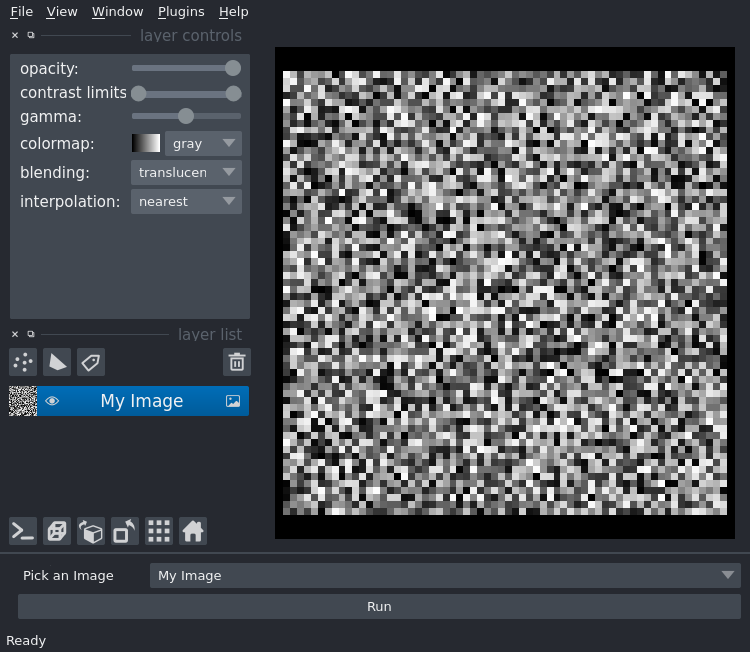 File View Window Plugins Help
layer controls
opacity:
contrast limits
gamma:
colormap: gray
blending: translucen
interpolation: nearest
layer list
My Image
Pick an Image My Image
Run
Ready